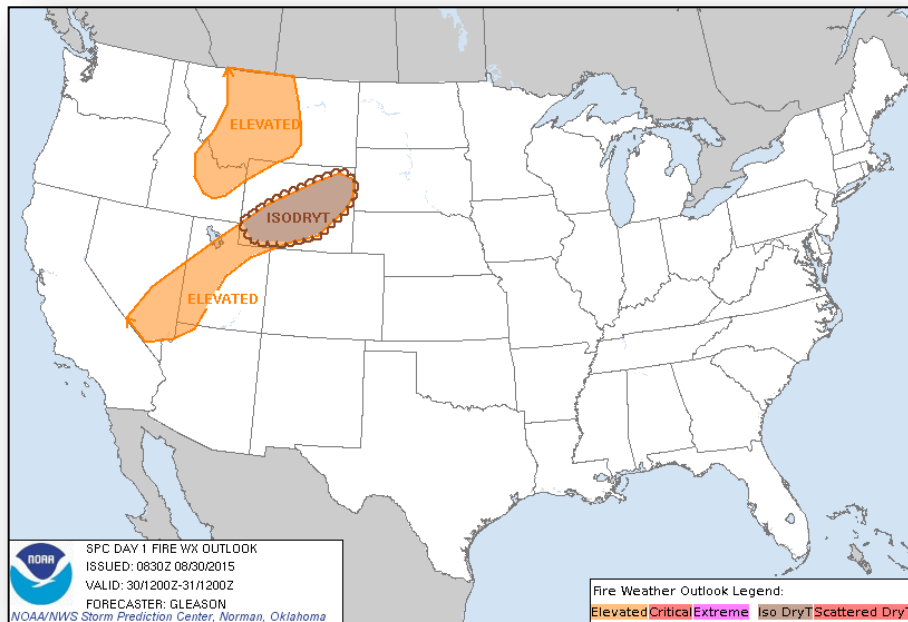 ELEVATED
ISODRYT
ELEVATED
NOAA
SPC DAY 1 FIRE WX OUTLOOK
ISSUED: 0830Z 08/30/2015
VALID: 30/1200Z-31/1200Z
FORECASTER: GLEASON
NOAA/NWS Storm Prediction Center, Norman, Oklahoma
Fire Weather Outlook Legend:
Elevated Critical Extreme Iso DryT Scattered DryT